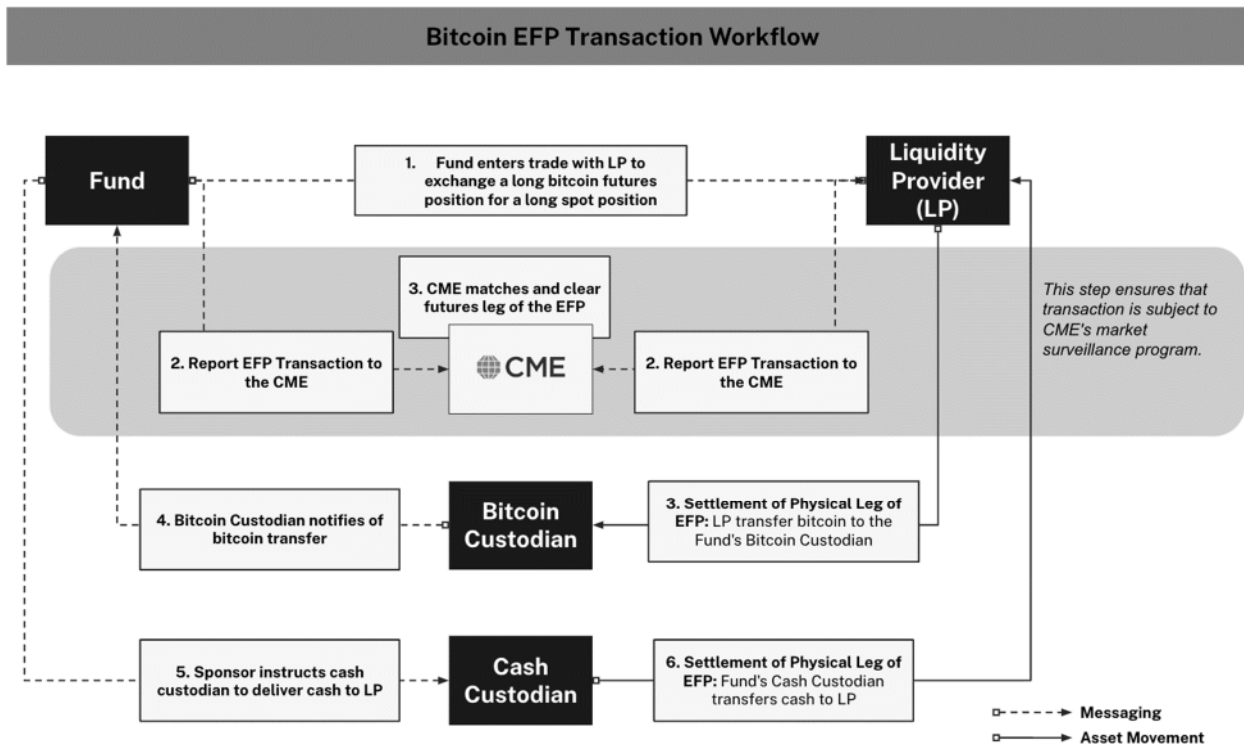 Bitcoin EFP Transaction Workflow
Fund
1. Fund enters trade with LP to
exchange a long bitcoin futures
position for a long spot position
Liquidity
Provider
(LP)
3. CME matches and clear
futures leg of the EFP
This step ensures that
transaction is subject to
CME's market
surveillance program.
2. Report EFP Transaction to
the CME
CME
2. Report EFP Transaction to
the CME
4. Bitcoin Custodian notifies of
bitcoin transfer
Bitcoin
Custodian
3. Settlement of Physical Leg of
EFP: LP transfer bitcoin to the
Fund's Bitcoin Custodian
5. Sponsor instructs cash
custodian to deliver cash to LP
Cash
Custodian
6. Settlement of Physical Leg of
EFP: Fund's Cash Custodian
transfers cash to LP
Messaging
Asset Movement